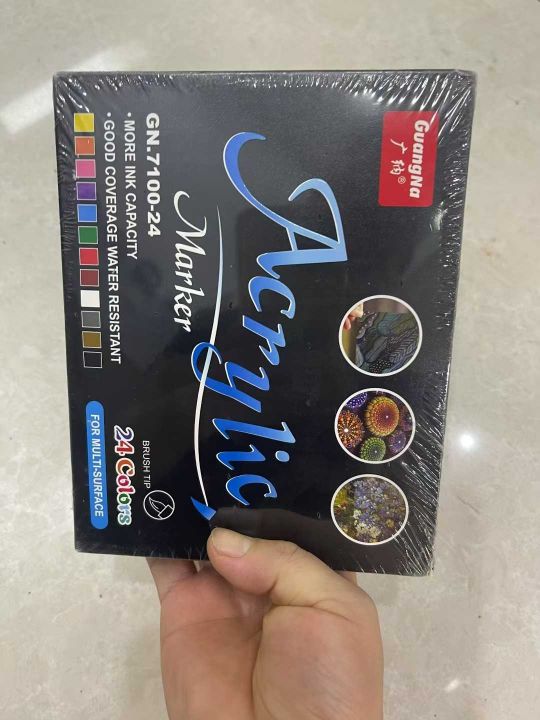 GuangNa
广纳®
Acrylic
Marker
GN.7100-24
• MORE INK CAPACITY
• GOOD COVERAGE WATER RESISTANT
BRUSH TIP
24 Colors
FOR MULTI-SURFACE